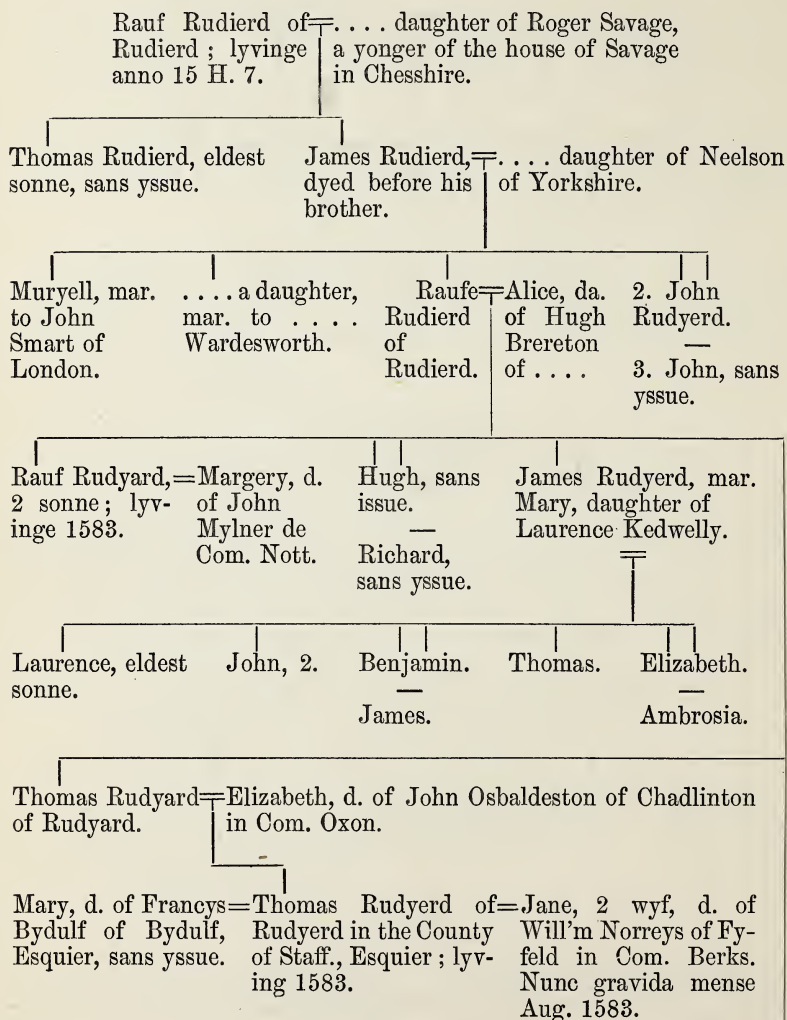 Rauf Rudierd of=. . . . daughter of Roger Savage,
Rudierd ; lyvinge a yonger of the house of Savage
anno 15 H. 7. in Chesshire.
Thomas Rudierd, eldest
sonne, sans yssue.
James Rudierd,=. . . . daughter of Neelson
dyed before his of Yorkshire.
brother.
Muryell, mar.
to John
Smart of
London.
. . . . a daughter,
mar. to . . . .
Wardesworth.
Raufe=Alice, da.
Rudierd of Hugh
of Brereton
Rudierd. of . . . .
2. John
Rudyerd.
—
3. John, sans
yssue.
Rauf Rudyard,=Margery, d.
2 sonne ; lyv- of John
inge 1583. Mylner de
Com. Nott.
Hugh, sans
issue.
—
Richard,
sans yssue.
James Rudyerd, mar.
Mary, daughter of
Laurence Kedwelly.
Laurence, eldest
sonne.
John, 2.
Benjamin.
—
James.
Thomas.
Elizabeth.
—
Ambrosia.
Thomas Rudyard=Elizabeth, d. of John Osbaldeston of Chadlinton
of Rudyard. in Com. Oxon.
Mary, d. of Francys=Thomas Rudyerd of=Jane, 2 wyf, d. of
Bydulf of Bydulf, Rudyerd in the County Will'm Norreys of Fy-
Esquier, sans yssue. of Staff., Esquier ; lyv- feld in Com. Berks.
ing 1583. Nunc gravida mense
Aug. 1583.